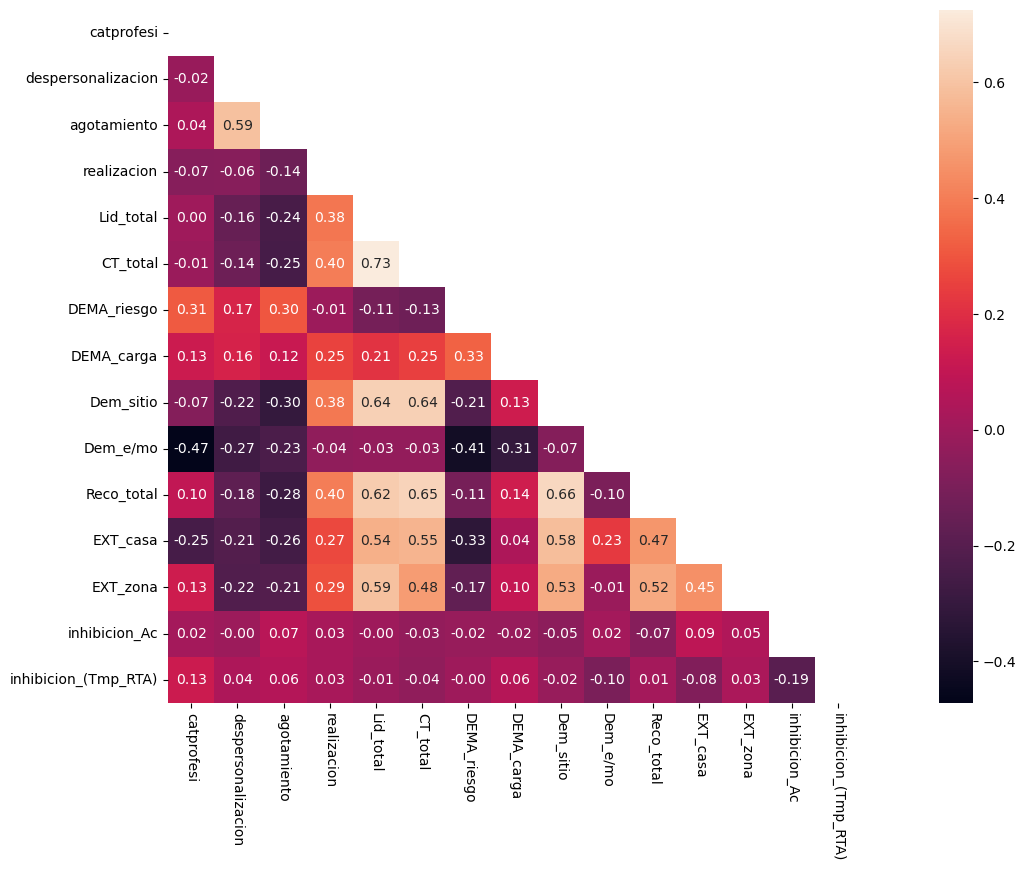 catprofesi
despersonalizacion -0.02
agotamiento 0.04 0.59
realizacion -0.07 -0.06 -0.14
Lid_total 0.00 -0.16 -0.24 0.38
CT_total -0.01 -0.14 -0.25 0.40 0.73
DEMA_riesgo 0.31 0.17 0.30 -0.01 -0.11 -0.13
DEMA_carga 0.13 0.16 0.12 0.25 0.21 0.25 0.33
Dem_sitio -0.07 -0.22 -0.30 0.38 0.64 0.64 -0.21 0.13
Dem_e/mo -0.47 -0.27 -0.23 -0.04 -0.03 -0.03 -0.41 -0.31 -0.07
Reco_total 0.10 -0.18 -0.28 0.40 0.62 0.65 -0.11 0.14 0.66 -0.10
EXT_casa -0.25 -0.21 -0.26 0.27 0.54 0.55 -0.33 0.04 0.58 0.23 0.47
EXT_zona 0.13 -0.22 -0.21 0.29 0.59 0.48 -0.17 0.10 0.53 -0.01 0.52 0.45
inhibicion_Ac 0.02 -0.00 0.07 0.03 -0.00 -0.03 -0.02 -0.02 -0.05 0.02 -0.07 0.09 0.05
inhibicion_(Tmp_RTA) 0.13 0.04 0.06 0.03 -0.01 -0.04 -0.00 0.06 -0.02 -0.10 0.01 -0.08 0.03 -0.19
catprofesi
despersonalizacion
agotamiento
realizacion
Lid_total
CT_total
DEMA_riesgo
DEMA_carga
Dem_sitio
Dem_e/mo
Reco_total
EXT_casa
EXT_zona
inhibicion_Ac
inhibicion_(Tmp_RTA)
0.6
0.4
0.2
0.0
−0.2
−0.4